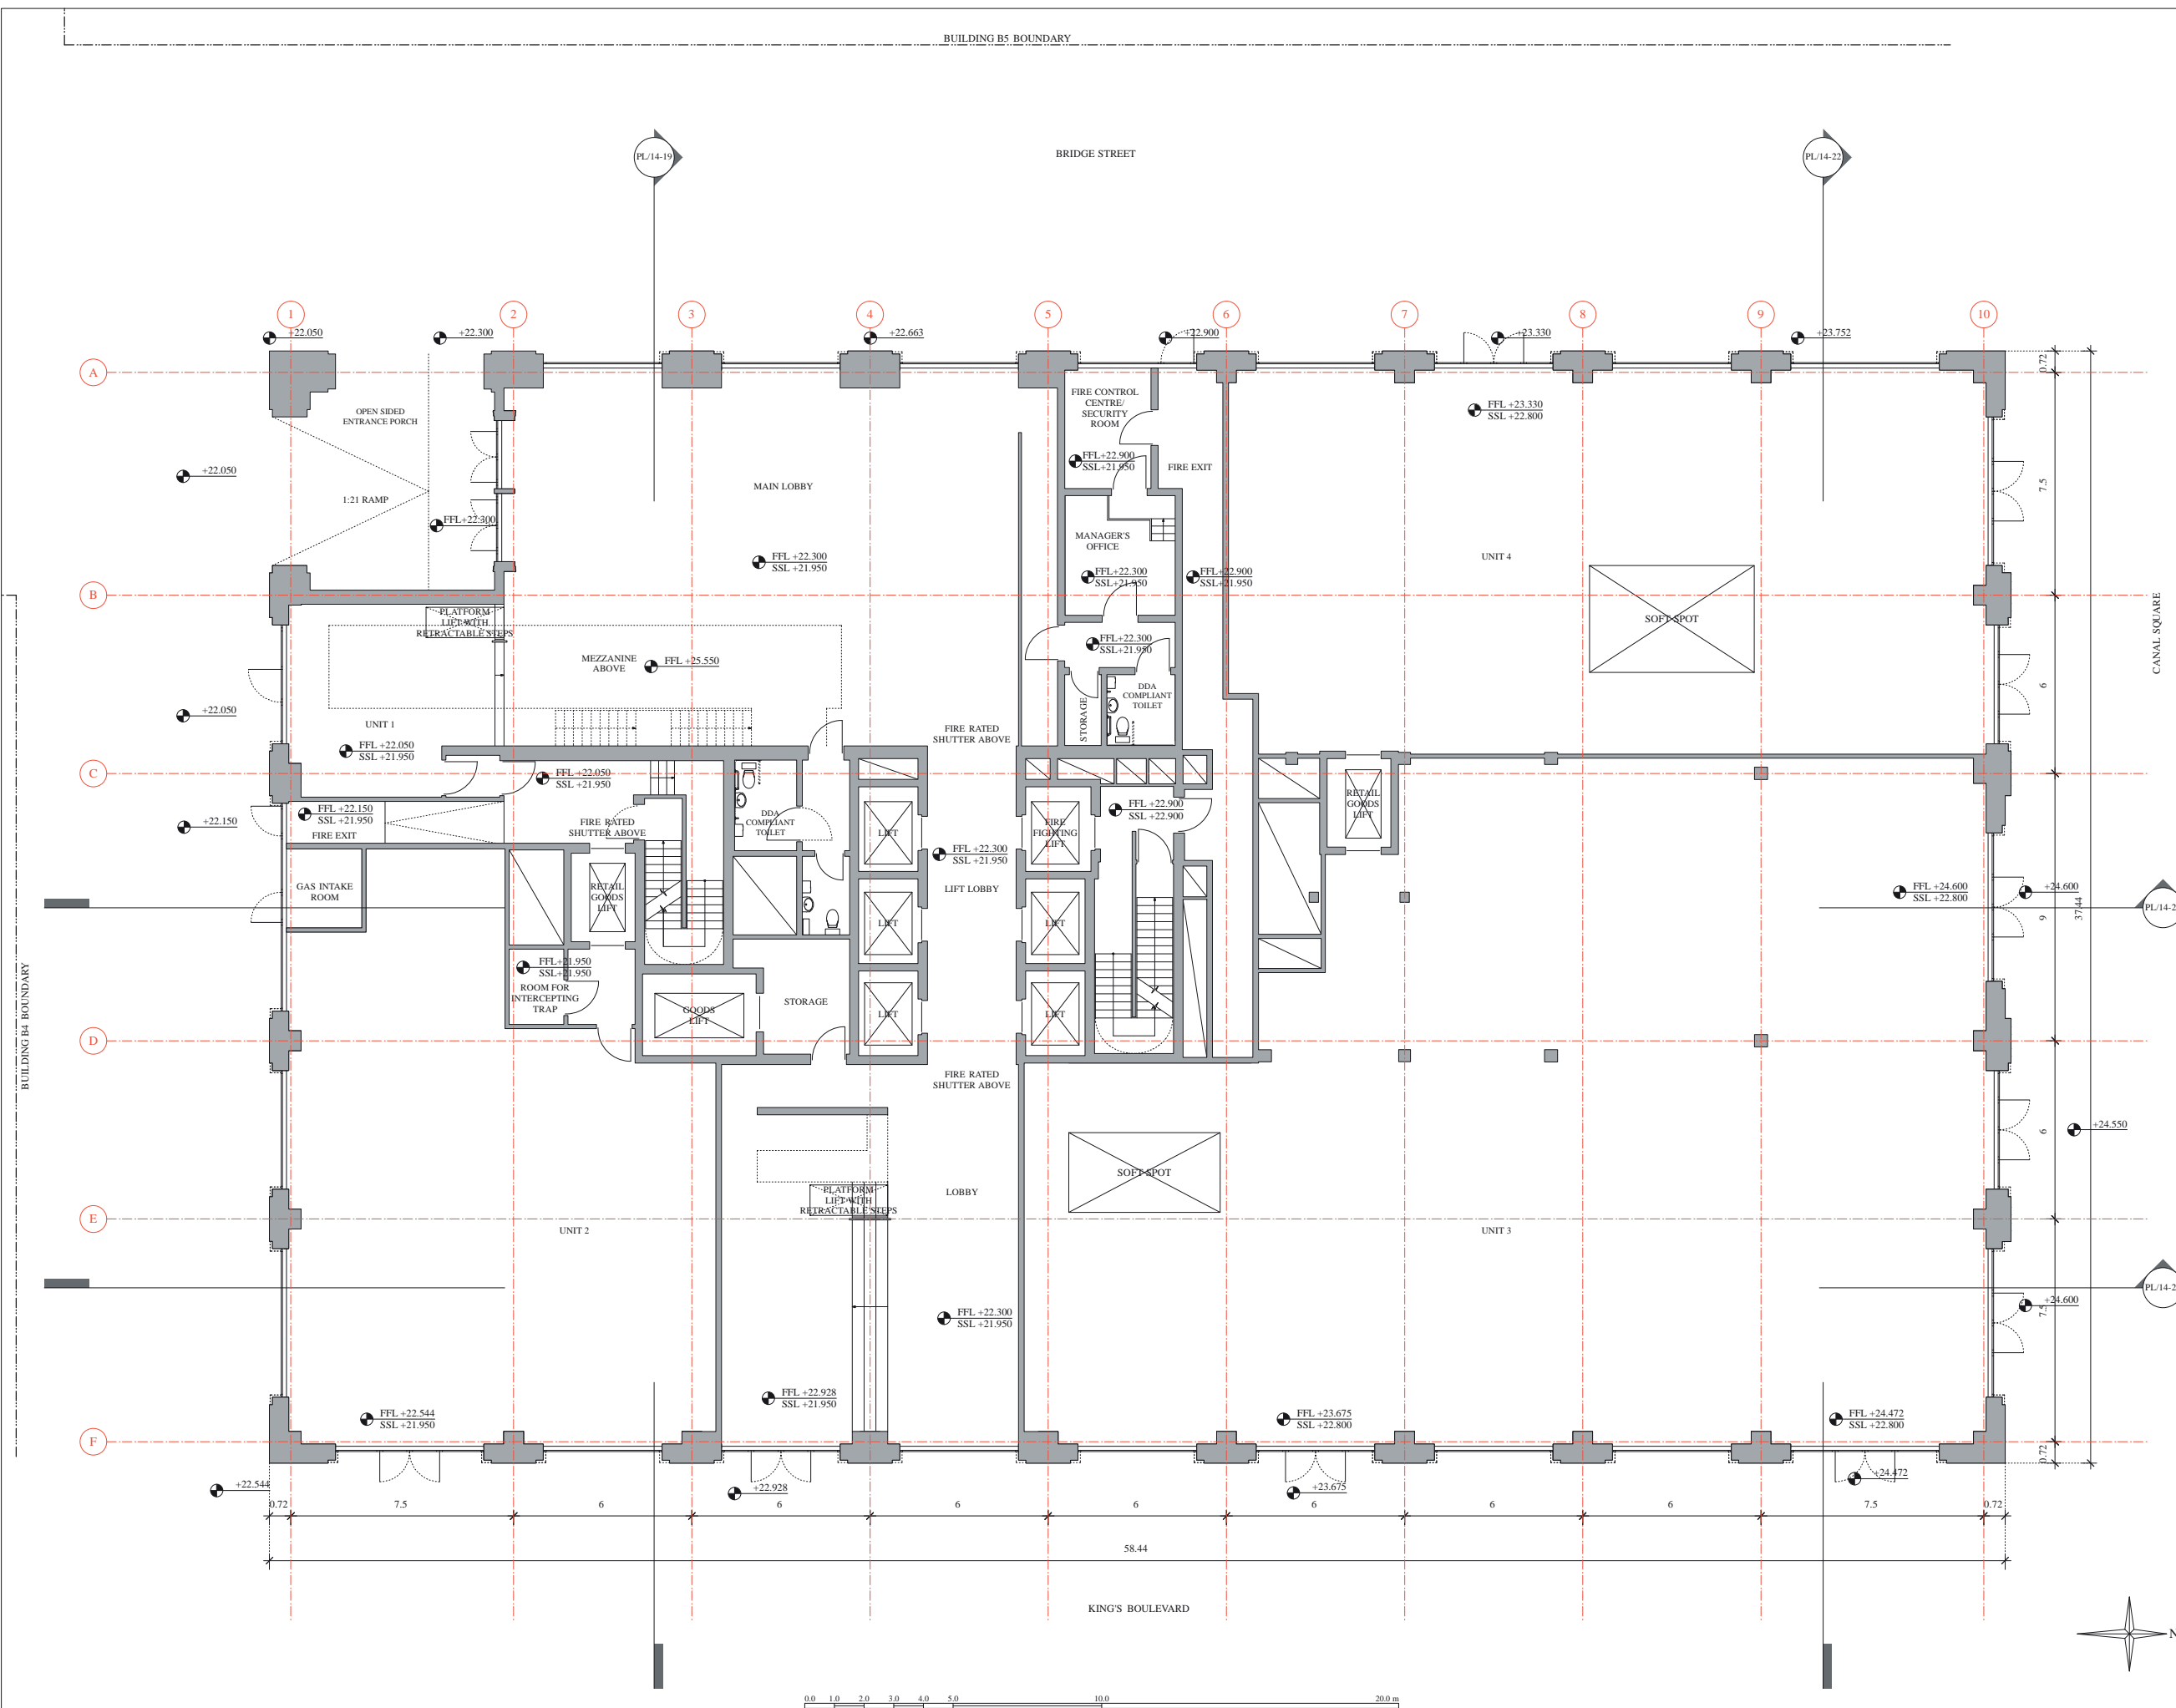 BUILDING B5 BOUNDARY
BRIDGE STREET
PL/14-19
PL/14-22
1
2
3
4
5
6
7
8
9
10
+22.050
+22.300
+22.663
+22.900
+23.330
+23.752
0.72
A
OPEN SIDED
ENTRANCE PORCH
FIRE CONTROL
CENTRE/
SECURITY
ROOM
FFL +23.330
SSL +22.800
+22.050
FFL+22.900
SSL+21.950
FIRE EXIT
7.5
1:21 RAMP
MAIN LOBBY
FFL+22.300
MANAGER'S
OFFICE
UNIT 4
FFL +22.300
SSL +21.950
FFL+22.300
SSL+21.950
FFL+22.900
SSL+21.950
B
PLATFORM
LIFT WITH
RETRACTABLE STEPS
SOFT SPOT
CANAL SQUARE
FFL+22.300
SSL+21.950
MEZZANINE
ABOVE
FFL +25.550
6
DDA
COMPLIANT
TOILET
STORAGE
+22.050
UNIT 1
FFL +22.050
SSL +21.950
FIRE RATED
SHUTTER ABOVE
C
FFL +22.050
SSL +21.950
RETAIL
GOODS
LIFT
FFL +22.150
SSL +21.950
FIRE EXIT
+22.150
FIRE RATED
SHUTTER ABOVE
DDA
COMPLIANT
TOILET
LIFT
FIRE
FIGHTING
LIFT
FFL +22.900
SSL +22.900
FFL +22.300
SSL +21.950
LIFT LOBBY
GAS INTAKE
ROOM
RETAIL
GOODS
LIFT
LIFT
LIFT
FFL +24.600
SSL +22.800
+24.600
9
37.44
PL/14-2
FFL+21.950
SSL+21.950
ROOM FOR
INTERCEPTING
TRAP
GOODS
LIFT
STORAGE
LIFT
LIFT
BUILDING B4 BOUNDARY
D
FIRE RATED
SHUTTER ABOVE
6
+24.550
SOFT SPOT
PLATFORM
LIFT WITH
RETRACTABLE STEPS
LOBBY
E
UNIT 2
UNIT 3
PL/14-2
+24.600
7.5
FFL +22.300
SSL +21.950
FFL +22.928
SSL +21.950
FFL +22.544
SSL +21.950
FFL +23.675
SSL +22.800
FFL +24.472
SSL +22.800
F
0.72
+22.544
+22.928
+23.675
+24.472
0.72
7.5
6
6
6
6
6
6
6
7.5
0.72
58.44
KING'S BOULEVARD
N
0.0
1.0
2.0
3.0
4.0
5.0
10.0
20.0 m